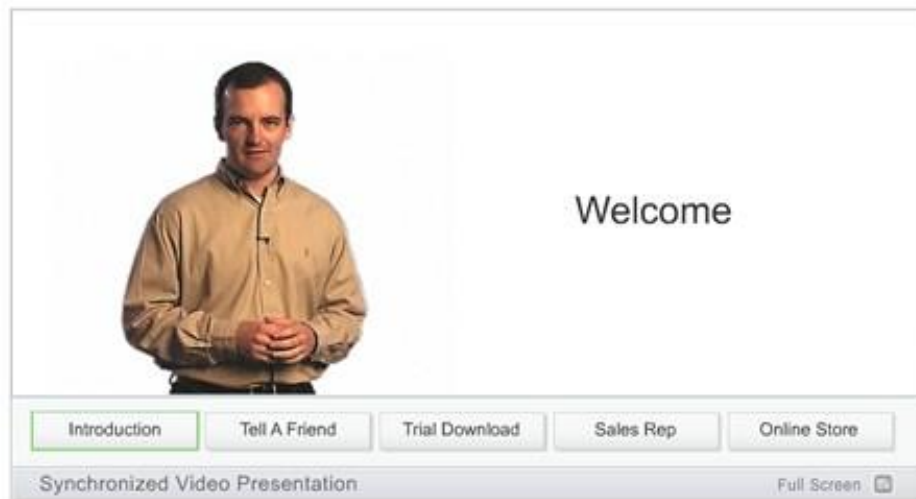 Welcome
Introduction Tell A Friend Trial Download Sales Rep Online Store
Synchronized Video Presentation Full Screen